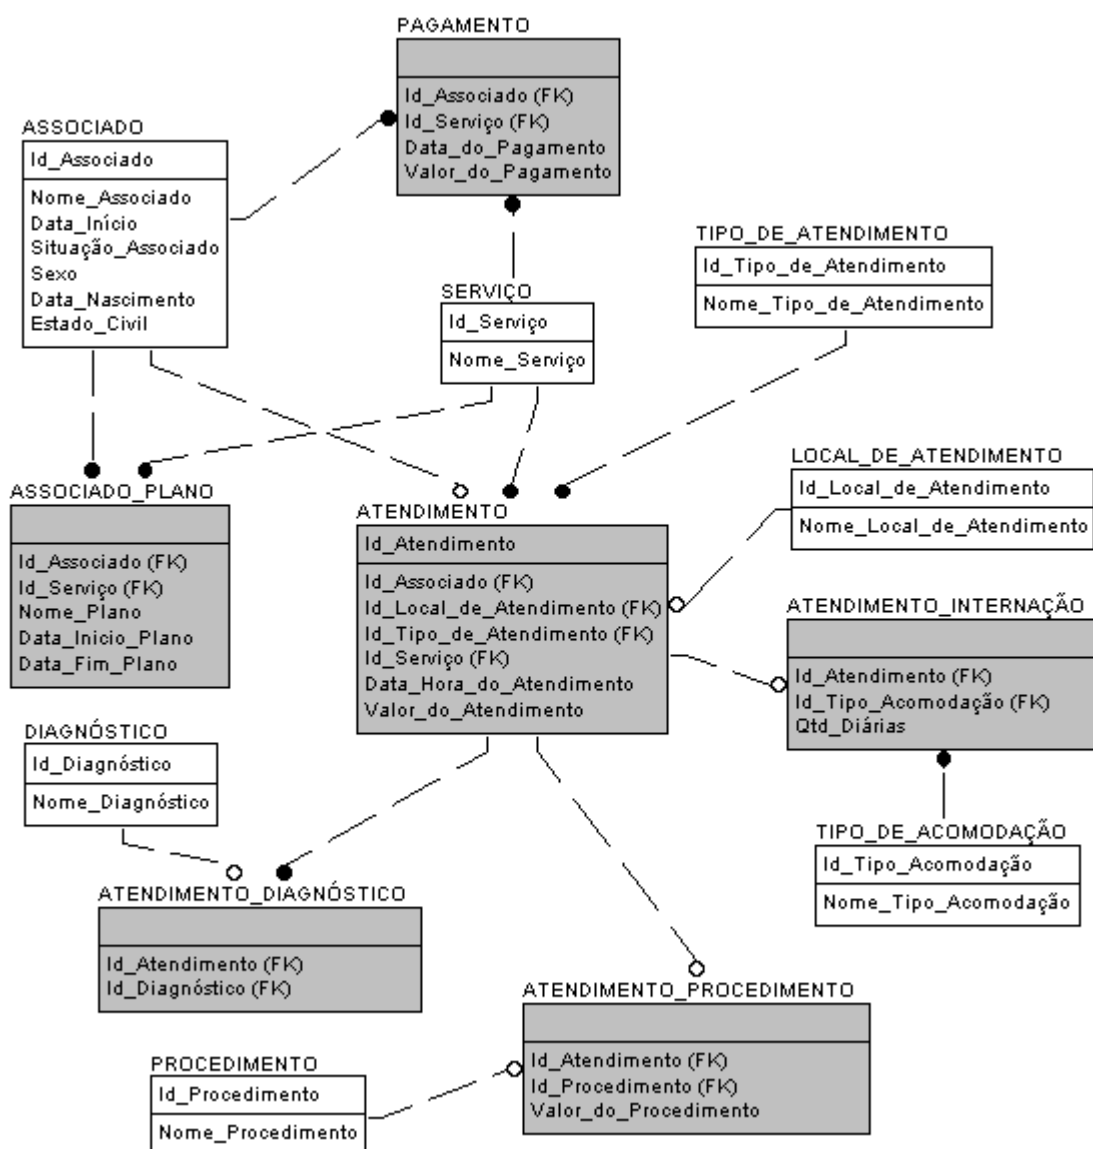 PAGAMENTO
Id_Associado (FK)
Id_Serviço (FK)
Data_do_Pagamento
Valor_do_Pagamento
ASSOCIADO
Id_Associado
Nome_Associado
Data_Início
Situação_Associado
Sexo
Data_Nascimento
Estado_Civil
SERVIÇO
Id_Serviço
Nome_Serviço
TIPO_DE_ATENDIMENTO
Id_Tipo_de_Atendimento
Nome_Tipo_de_Atendimento
LOCAL_DE_ATENDIMENTO
Id_Local_de_Atendimento
Nome_Local_de_Atendimento
ASSOCIADO_PLANO
Id_Associado (FK)
Id_Serviço (FK)
Nome_Plano
Data_Inicio_Plano
Data_Fim_Plano
ATENDIMENTO
Id_Atendimento
Id_Associado (FK)
Id_Local_de_Atendimento (FK)
Id_Tipo_de_Atendimento (FK)
Id_Serviço (FK)
Data_Hora_do_Atendimento
Valor_do_Atendimento
ATENDIMENTO_INTERNAÇÃO
Id_Atendimento (FK)
Id_Tipo_Acomodação (FK)
Qtd_Diárias
DIAGNÓSTICO
Id_Diagnóstico
Nome_Diagnóstico
TIPO_DE_ACOMODAÇÃO
Id_Tipo_Acomodação
Nome_Tipo_Acomodação
ATENDIMENTO_DIAGNÓSTICO
Id_Atendimento (FK)
Id_Diagnóstico (FK)
ATENDIMENTO_PROCEDIMENTO
Id_Atendimento (FK)
Id_Procedimento (FK)
Valor_do_Procedimento
PROCEDIMENTO
Id_Procedimento
Nome_Procedimento